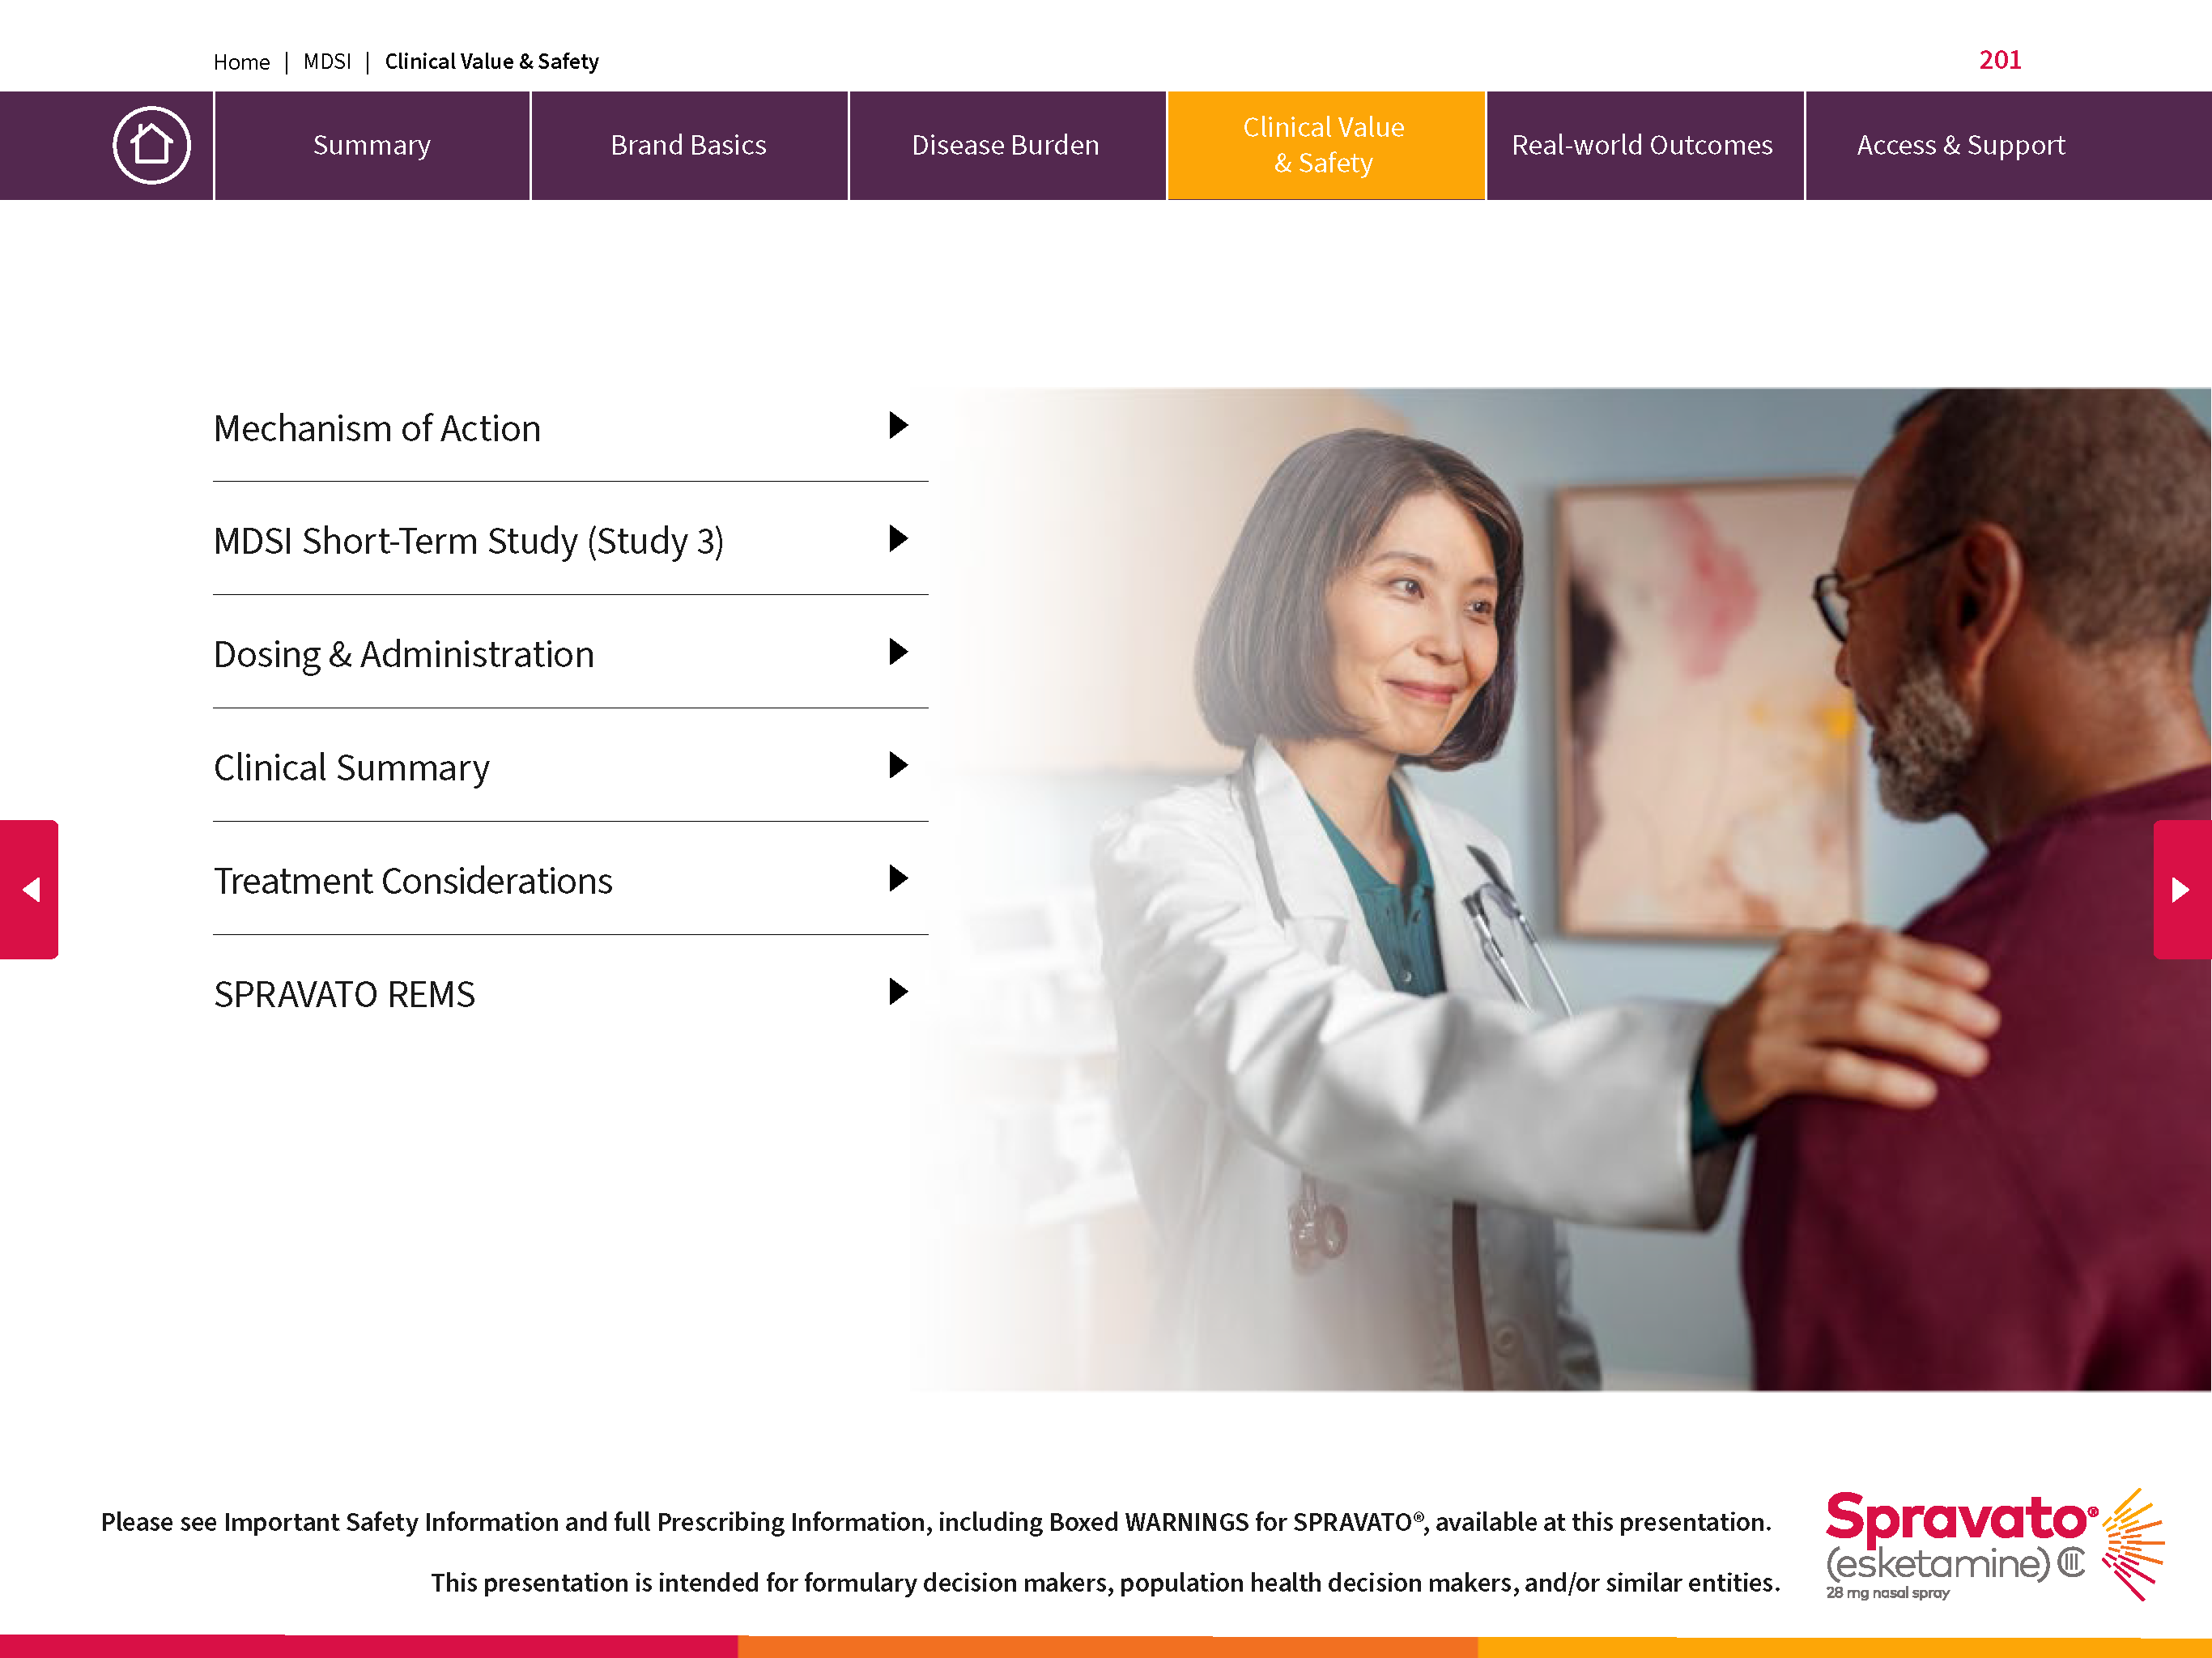 Home | MDSI | Clinical Value & Safety
201
Summary
Brand Basics
Disease Burden
Clinical Value
& Safety
Real-world Outcomes
Access & Support
Mechanism of Action
MDSI Short-Term Study (Study 3)
Dosing & Administration
Clinical Summary
Treatment Considerations
SPRAVATO REMS
Please see Important Safety Information and full Prescribing Information, including Boxed WARNINGS for SPRAVATO®, available at this presentation.
This presentation is intended for formulary decision makers, population health decision makers, and/or similar entities.
Spravato®
(esketamine) CIII
28 mg nasal spray